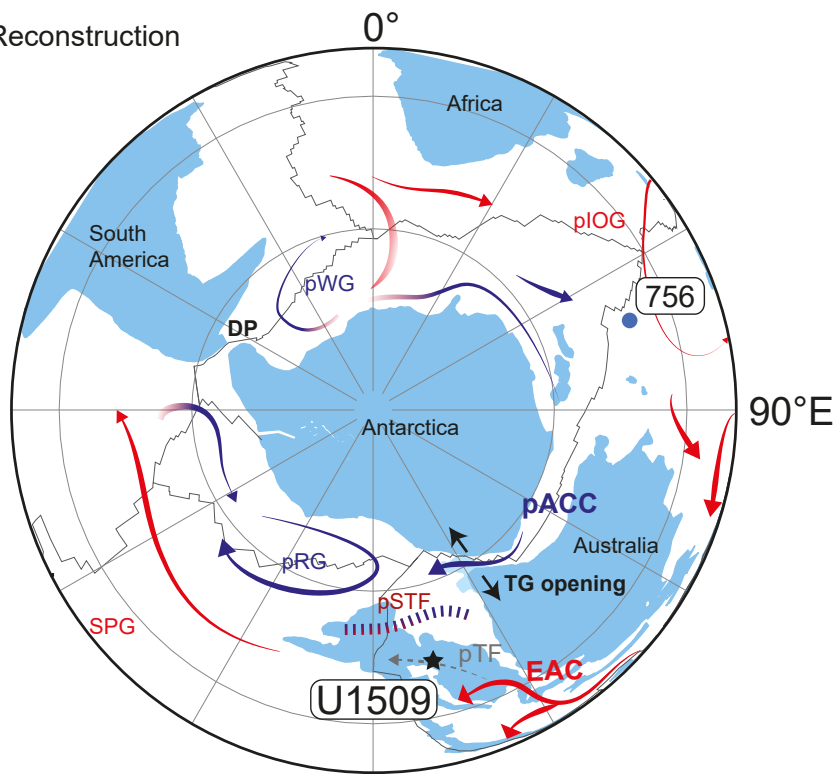 Reconstruction
0°
Africa
South
America
pIOG
pWG
756
DP
90°E
Antarctica
pACC
Australia
pRG
TG opening
pSTF
SPG
pTF
EAC
U1509